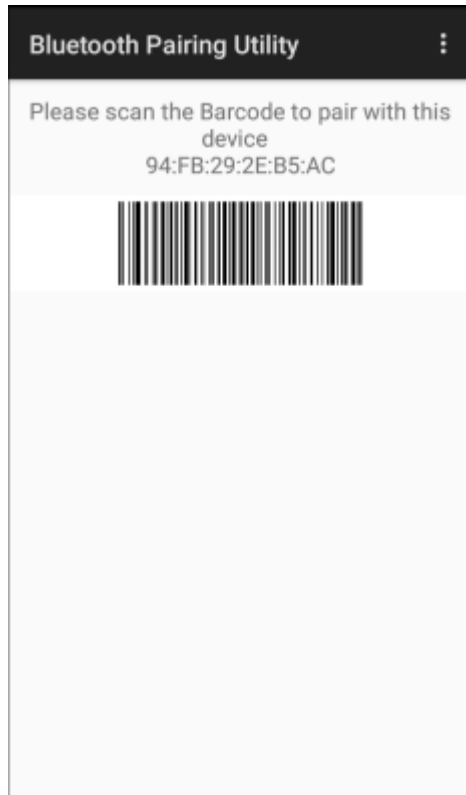 Bluetooth Pairing Utility
Please scan the Barcode to pair with this
device
94:FB:29:2E:B5:AC